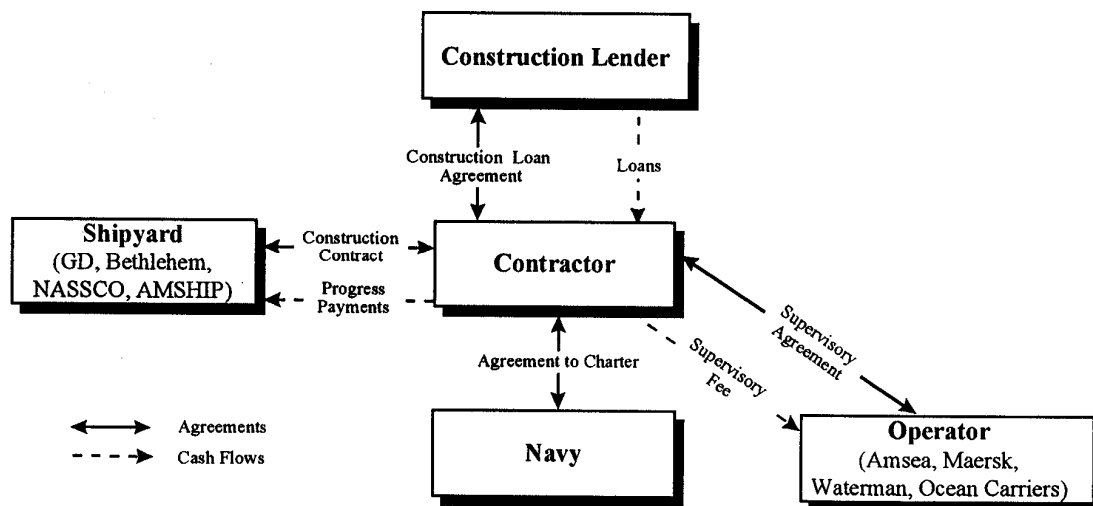 Construction Lender
Construction Loan
Agreement
Loans
Shipyard
(GD, Bethlehem,
NASSCO, AMSHIP)
Construction
Contract
Progress
Payments
Contractor
Supervisory
Agreement
Supervisory
Fee
Agreement to Charter
Agreements
Cash Flows
Navy
Operator
(Amsea, Maersk,
Waterman, Ocean Carriers)